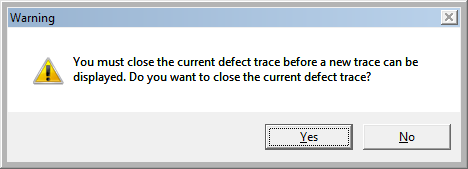 Warning
You must close the current defect trace before a new trace can be
displayed. Do you want to close the current defect trace?
Yes
No